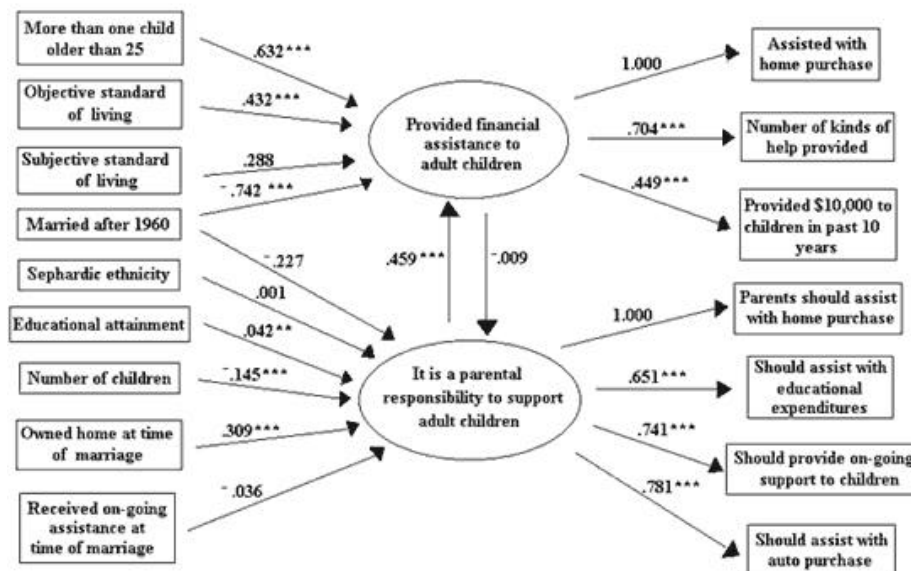 More than one child
older than 25
Objective standard
of living
Subjective standard
of living
Married after 1960
Sephardic ethnicity
Educational attainment
Number of children
Owned home at time
of marriage
Received on-going
assistance at
time of marriage
.632***
.432***
.288
-.742 ***
-.227
.001
.042**
-.145***
.309***
-.036
Provided financial
assistance to
adult children
.459***
-.009
It is a parental
responsibility to support
adult children
1.000
.704***
.449***
1.000
.651***
.741***
.781***
Assisted with
home purchase
Number of kinds of
help provided
Provided $10,000 to
children in past 10
years
Parents should assist
with home purchase
Should assist with
educational
expenditures
Should provide on-going
support to children
Should assist with
auto purchase